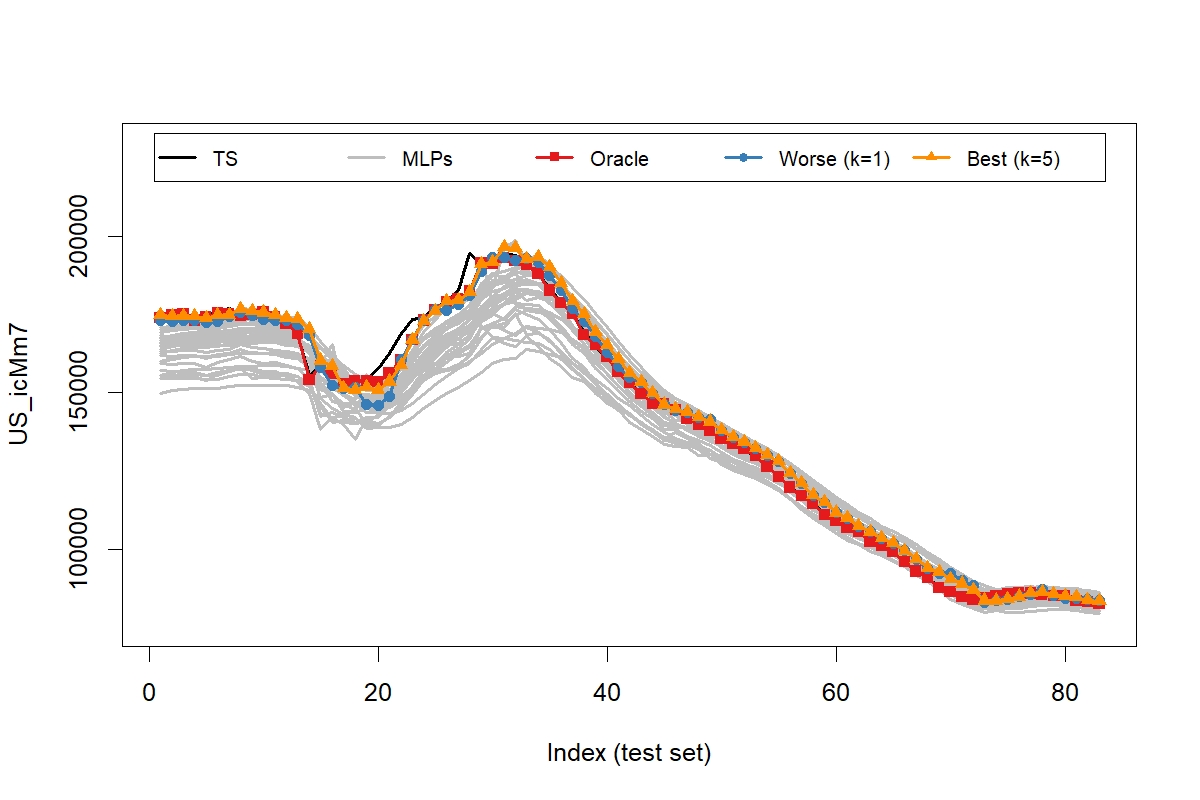 TS MLPs Oracle Worse (k=1) Best (k=5)
US_icMm7
200000
150000
100000
0 20 40 60 80
Index (test set)